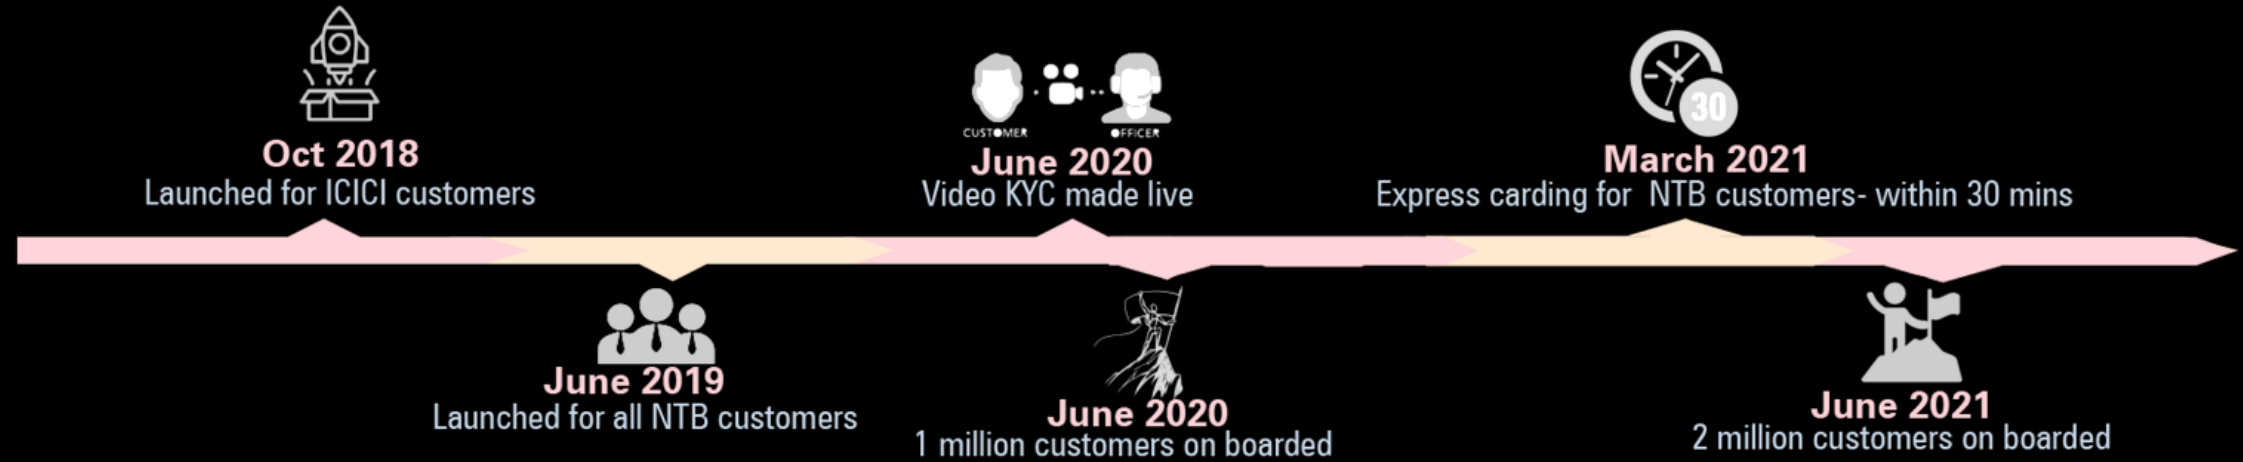 Oct 2018
Launched for ICICI customers
June 2019
Launched for all NTB customers
CUSTOMER
OFFICER
June 2020
Video KYC made live
June 2020
1 million customers on boarded
30
March 2021
Express carding for NTB customers- within 30 mins
June 2021
2 million customers on boarded